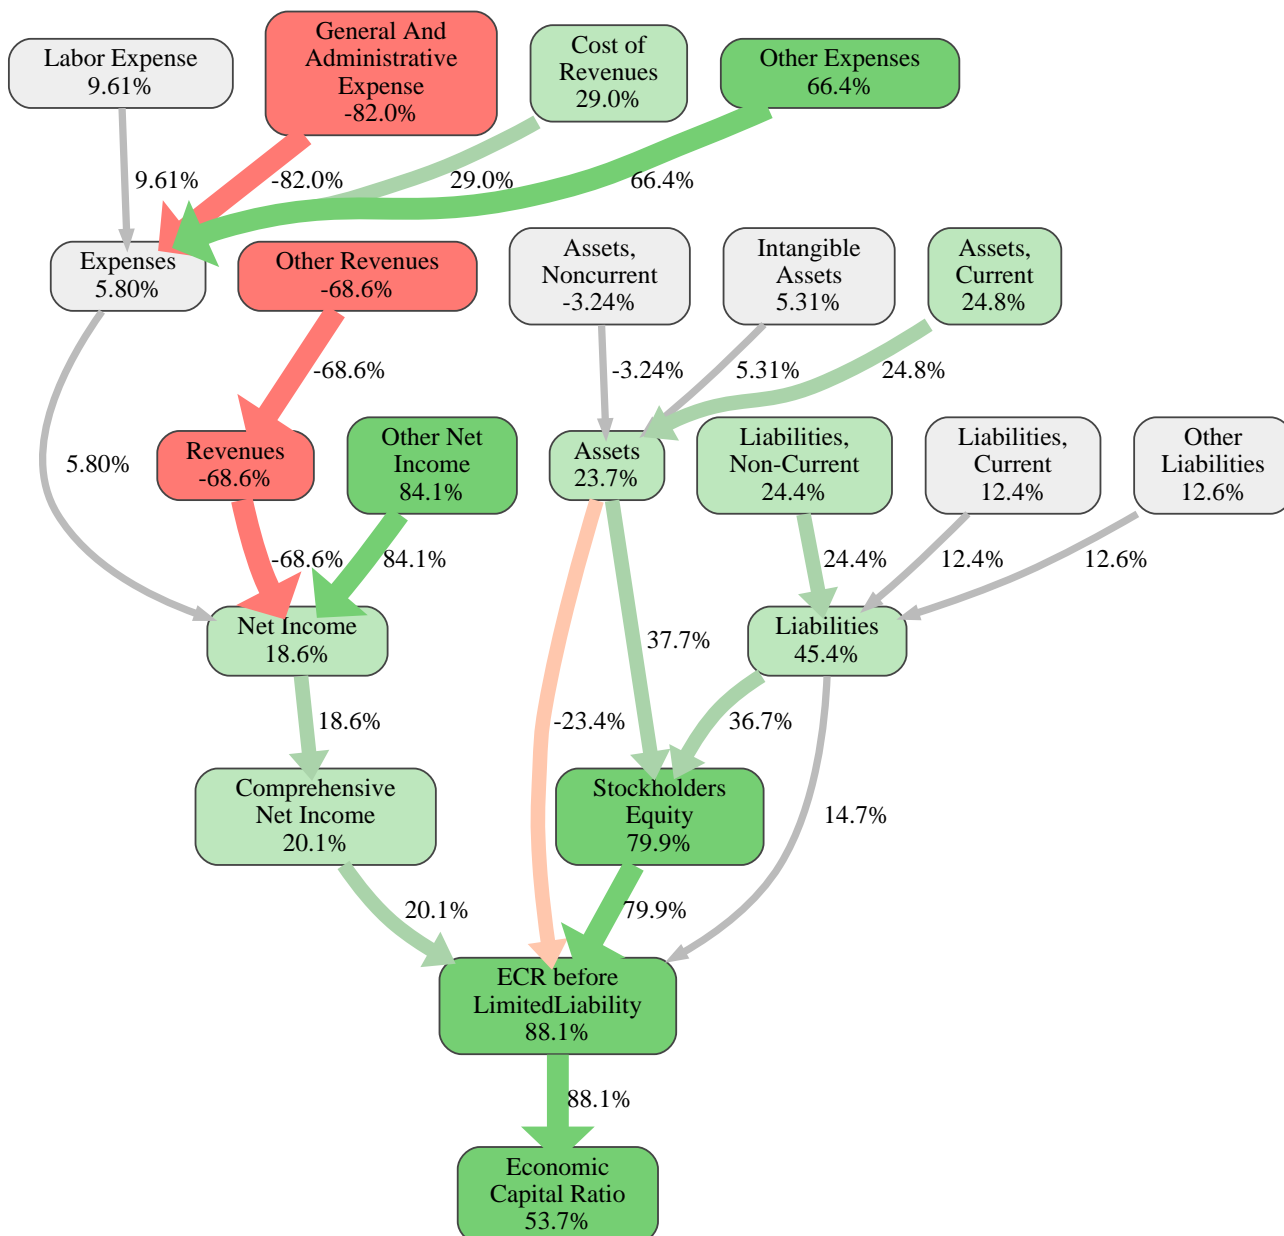 Labor Expense
9.61%
General And
Administrative
Expense
-82.0%
Cost of
Revenues
29.0%
Other Expenses
66.4%
9.61%
-82.0%
29.0%
66.4%
Expenses
5.80%
Other Revenues
-68.6%
Assets,
Noncurrent
-3.24%
Intangible
Assets
5.31%
Assets,
Current
24.8%
-68.6%
-3.24%
5.31%
24.8%
5.80%
Revenues
-68.6%
Other Net
Income
84.1%
Assets
23.7%
Liabilities,
Non-Current
24.4%
Liabilities,
Current
12.4%
Other
Liabilities
12.6%
-68.6%
84.1%
24.4%
12.4%
12.6%
Net Income
18.6%
37.7%
Liabilities
45.4%
18.6%
-23.4%
36.7%
Comprehensive
Net Income
20.1%
Stockholders
Equity
79.9%
14.7%
20.1%
79.9%
ECR before
LimitedLiability
88.1%
88.1%
Economic
Capital Ratio
53.7%